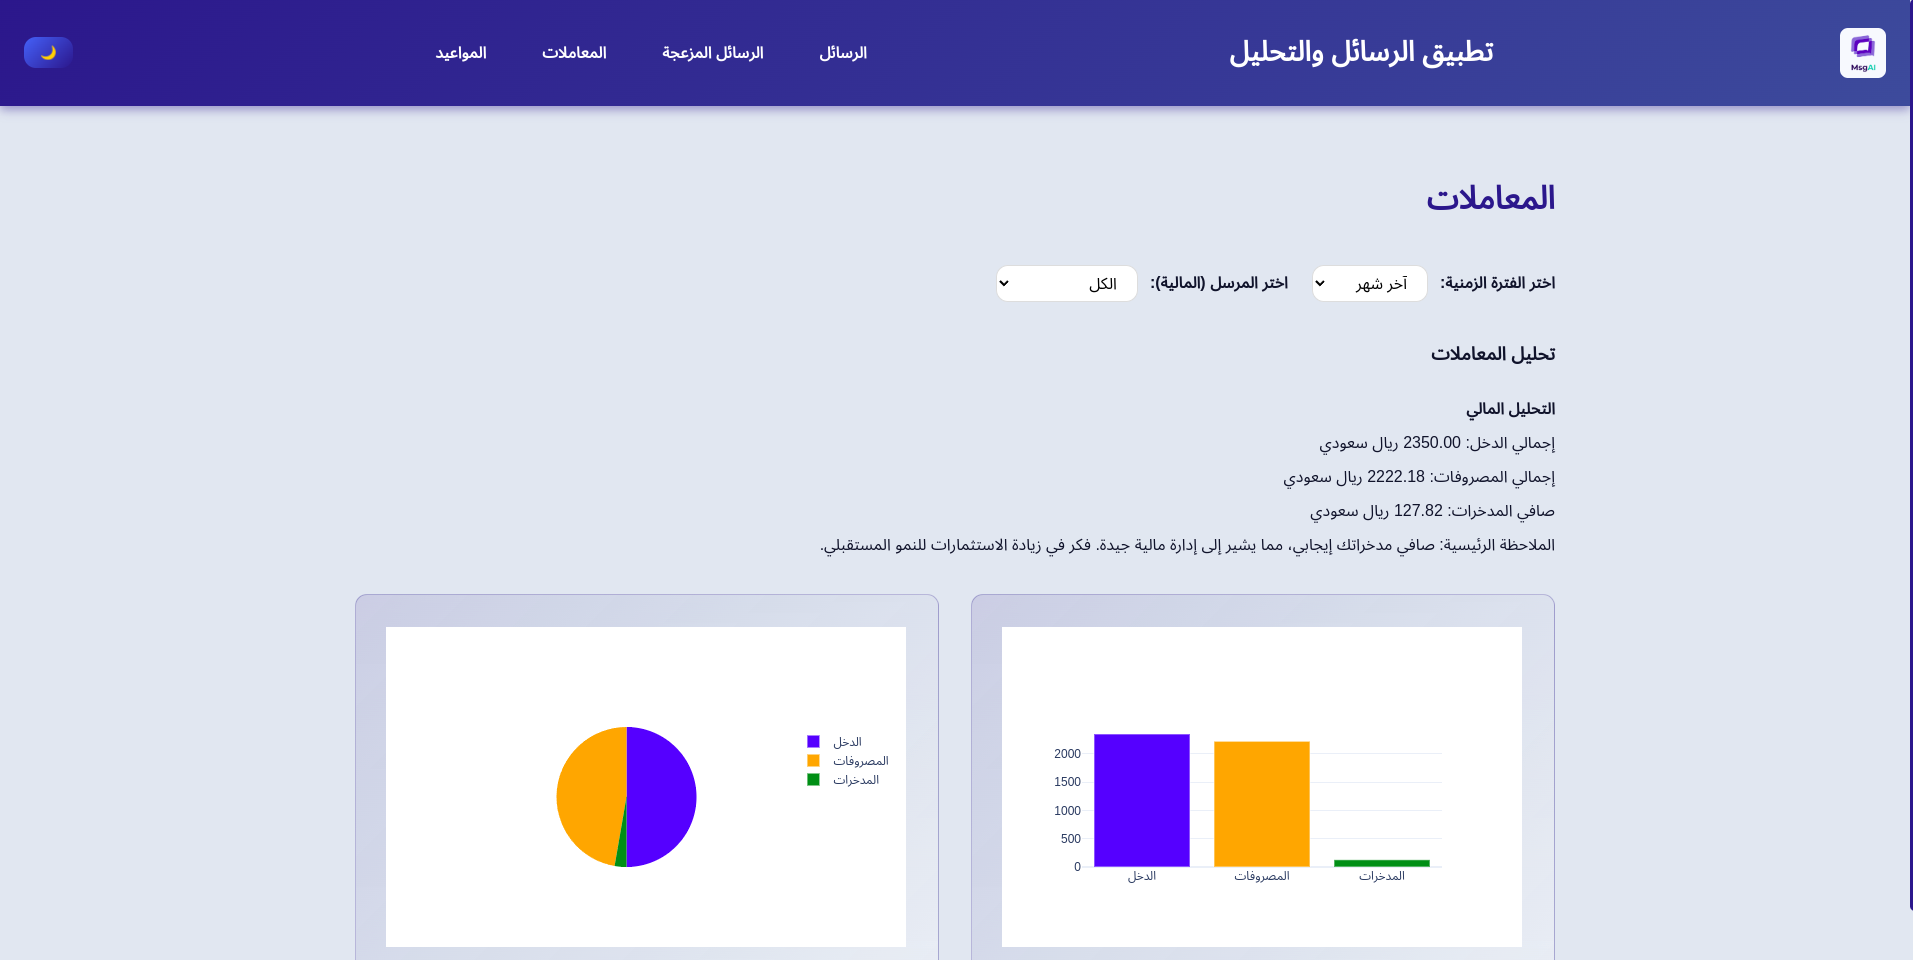 MsgAI
تطبيق الرسائل والتحليل
الرسائل
الرسائل المزعجة
المعاملات
المواعيد
المعاملات
اختر الفترة الزمنية:
آخر شهر
اختر المرسل (المالية):
الكل
تحليل المعاملات
التحليل المالي
إجمالي الدخل: 2350.00 ريال سعودي
إجمالي المصروفات: 2222.18 ريال سعودي
صافي المدخرات: 127.82 ريال سعودي
الملاحظة الرئيسية: صافي مدخراتك إيجابي، مما يشير إلى إدارة مالية جيدة. فكر في زيادة الاستثمارات للنمو المستقبلي.
2000
1500
1000
500
0
الدخل
المصروفات
المدخرات
الدخل
المصروفات
المدخرات